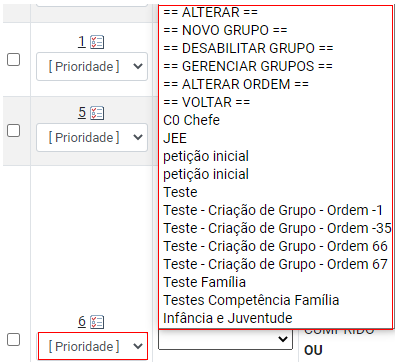 1
[ Prioridade ]
5
[ Prioridade ]
6
[ Prioridade ]
== ALTERAR ==
== NOVO GRUPO ==
== DESABILITAR GRUPO ==
== GERENCIAR GRUPOS ==
== ALTERAR ORDEM ==
== VOLTAR ==
C0 Chefe
JEE
petição inicial
petição inicial
Teste
Teste - Criação de Grupo - Ordem -1
Teste - Criação de Grupo - Ordem -35
Teste - Criação de Grupo - Ordem 66
Teste - Criação de Grupo - Ordem 67
Teste Família
Testes Competência Família
Infância e Juventude
CUMPRIDO
OU